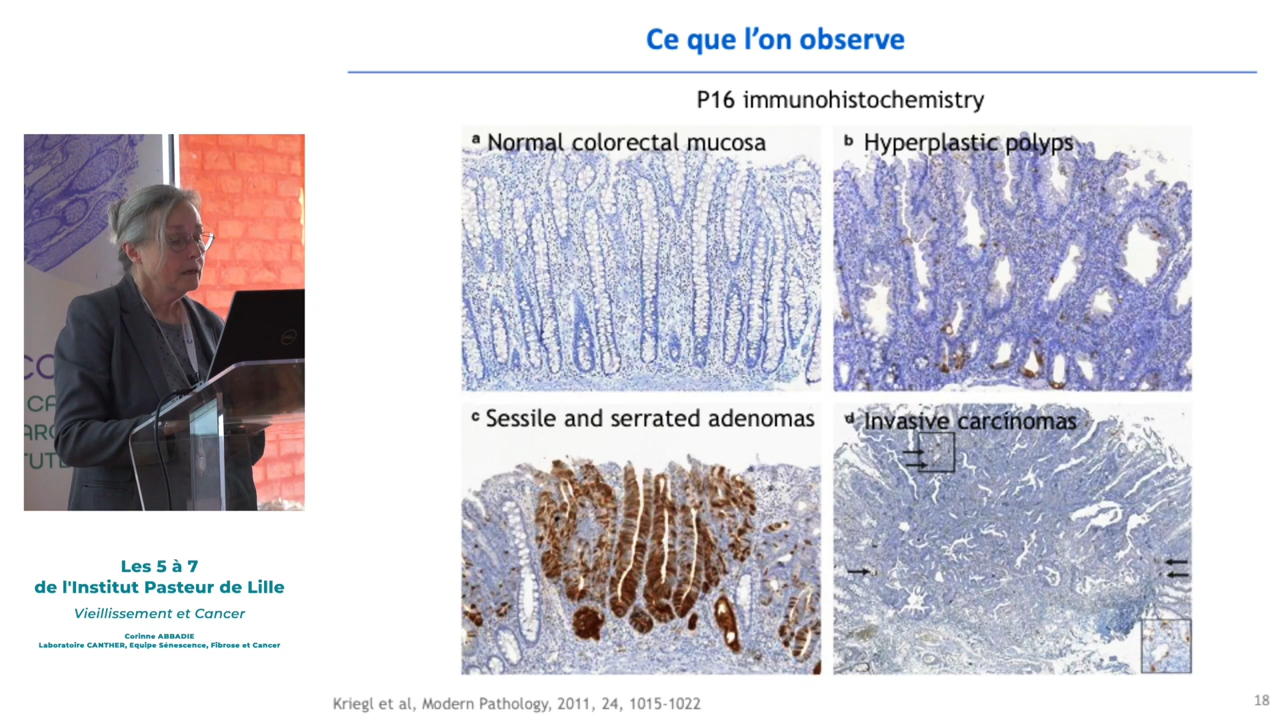 Ce que l’on observe
P16 immunohistochemistry
a Normal colorectal mucosa
b Hyperplastic polyps
c Sessile and serrated adenomas
d Invasive carcinomas
Les 5 à 7
de l'Institut Pasteur de Lille
Vieillissement et Cancer
Corinne ABBADIE
Laboratoire CANTHER, Equipe Sénescence, Fibrose et Cancer
Kriegl et al, Modern Pathology, 2011, 24, 1015-1022
18